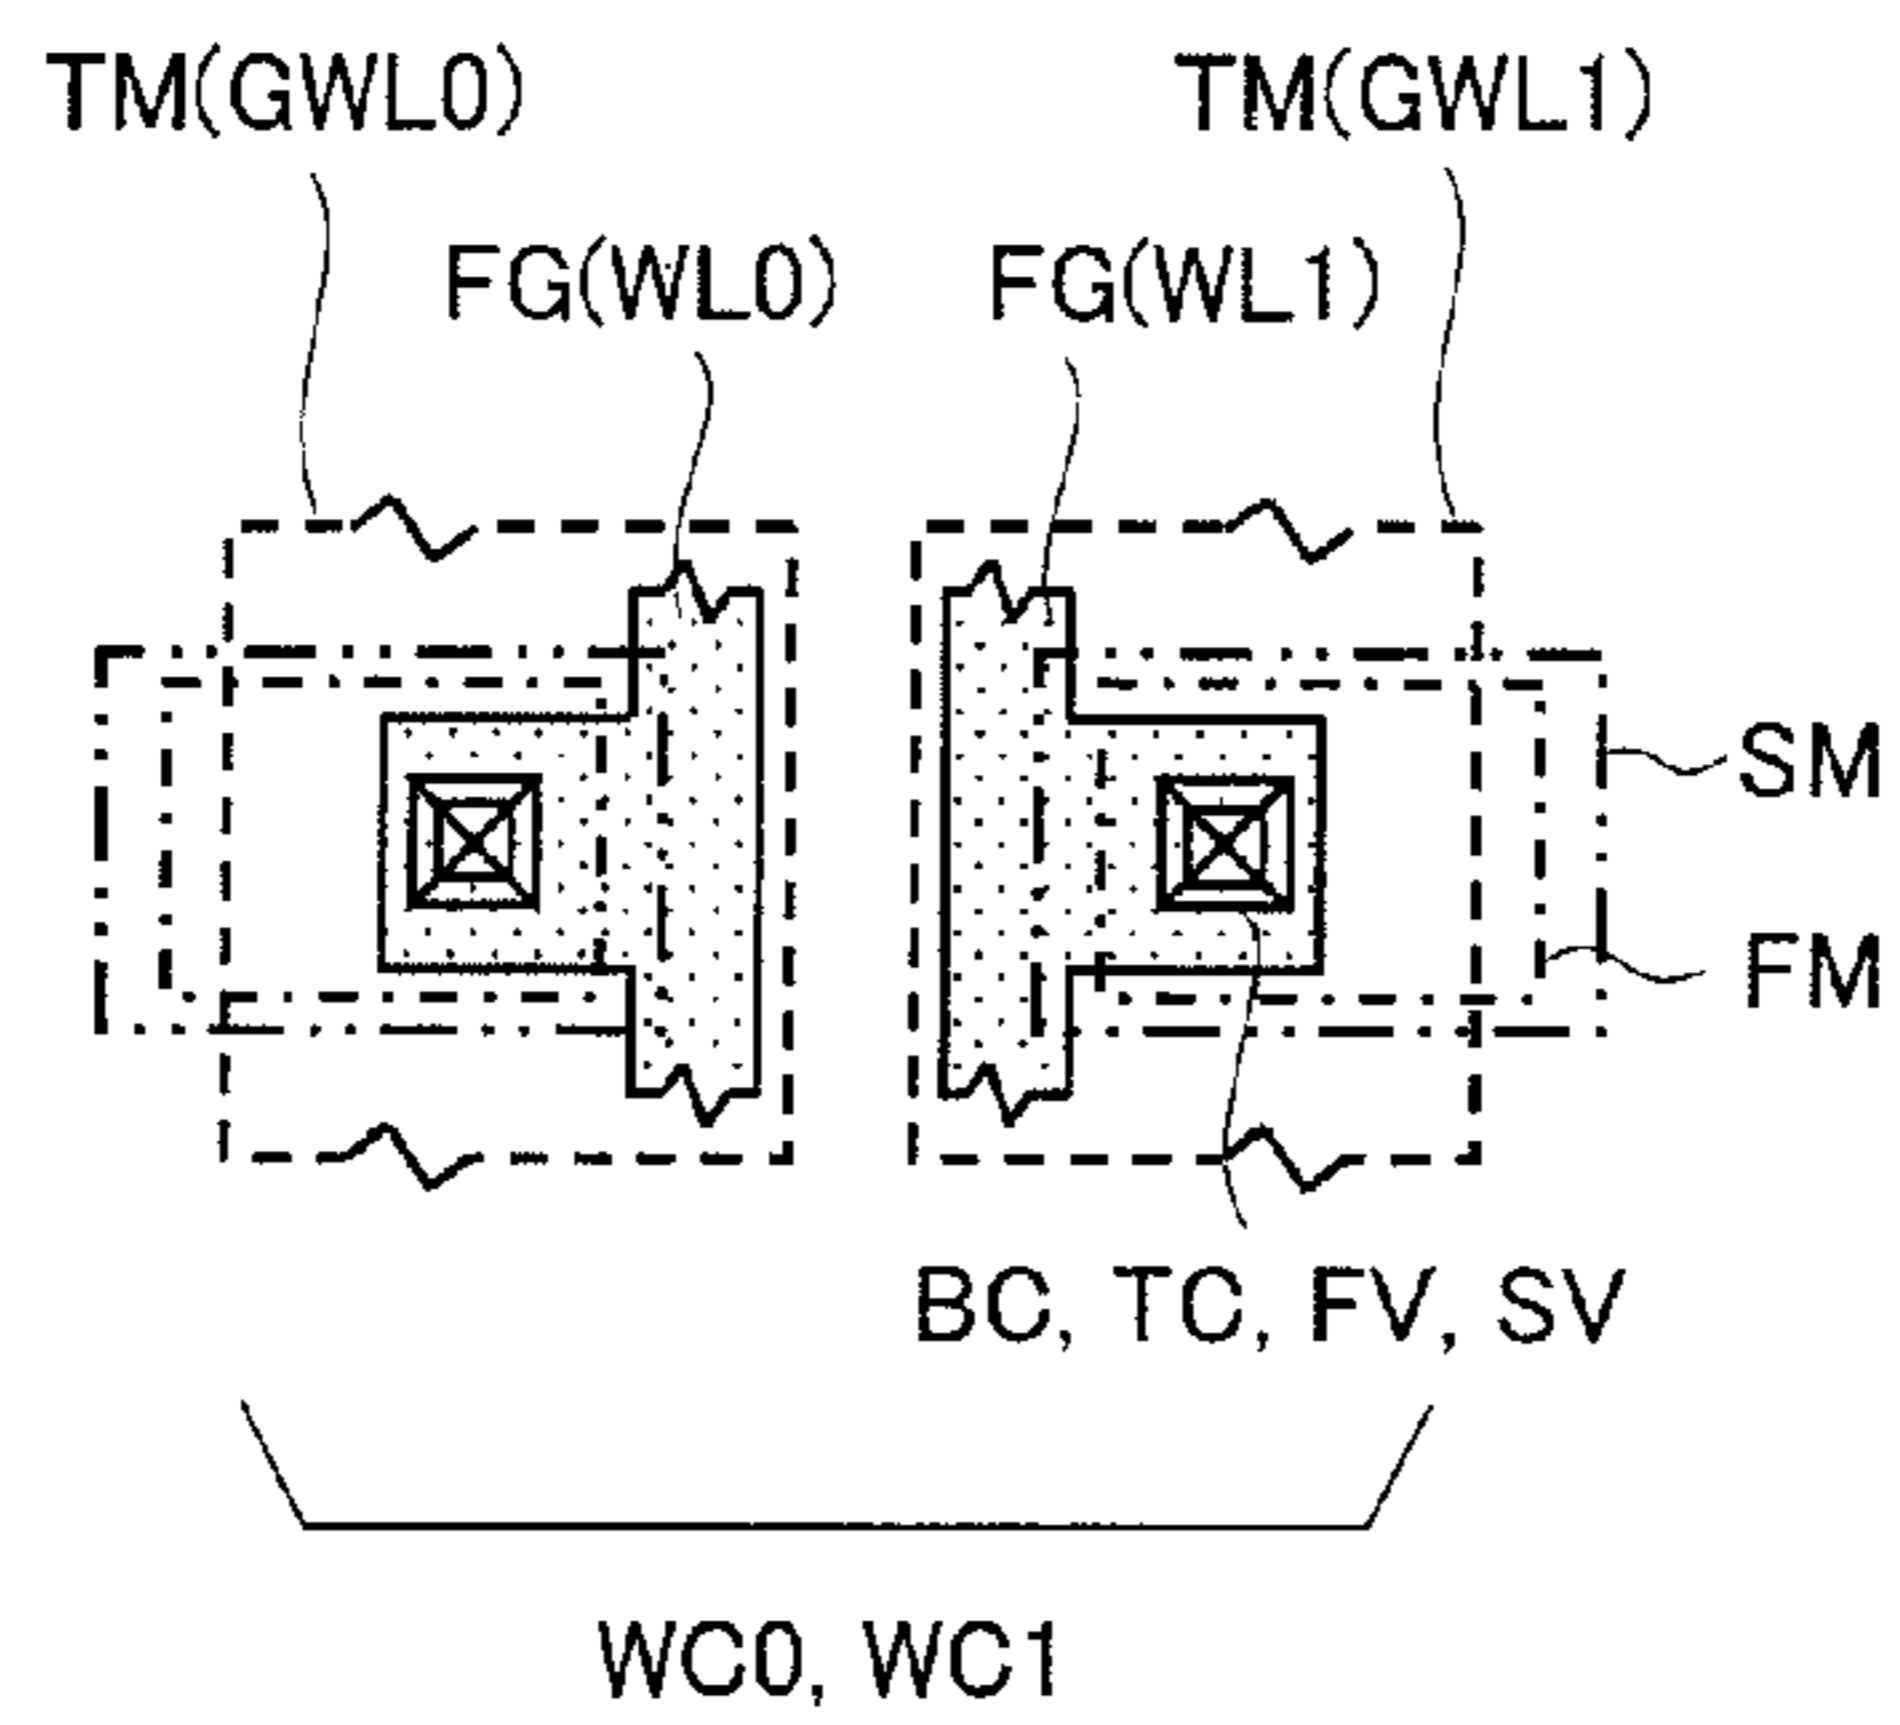 TM(GWL0) TM(GWL1)
FG(WL0) FG(WL1)
SM
FM
BC, TC, FV, SV
WC0, WC1